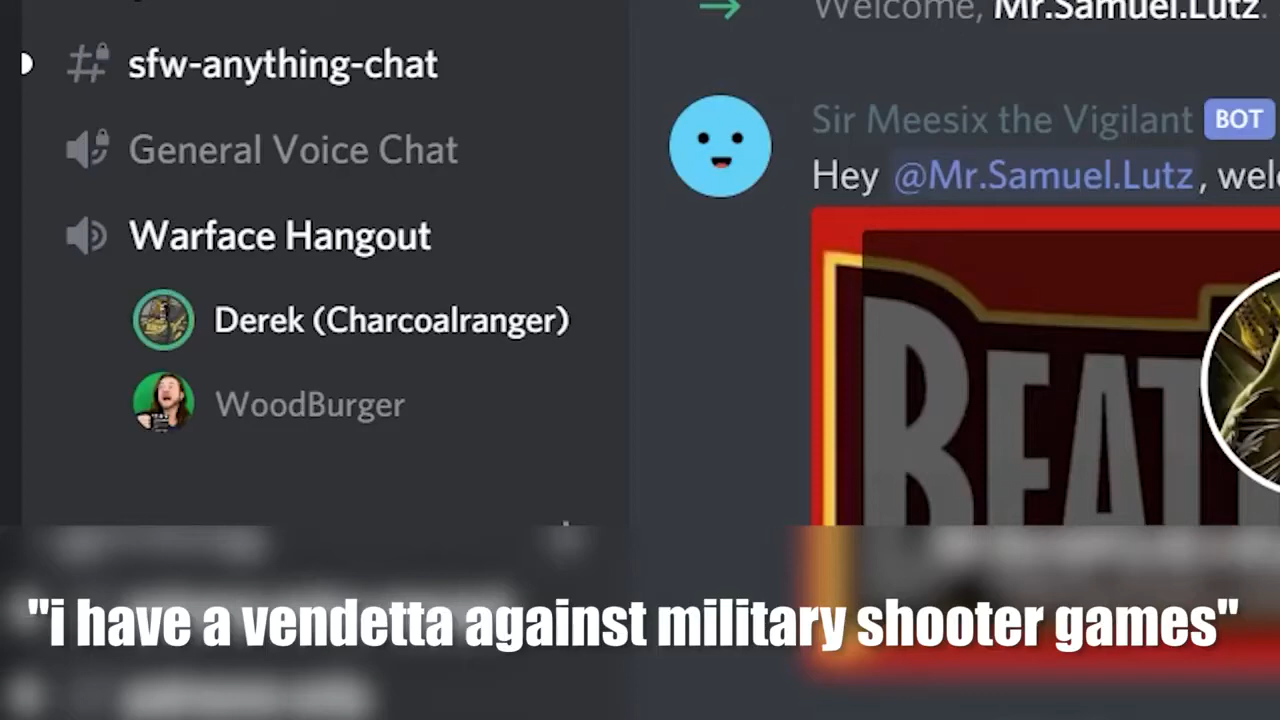 sfw-anything-chat
General Voice Chat
Warface Hangout
Derek (Charcoalranger)
WoodBurger
Welcome, Mr.Samuel.Lutz.
Sir Meesix the Vigilant BOT
Hey @Mr.Samuel.Lutz, welc
BEAT
"i have a vendetta against military shooter games"